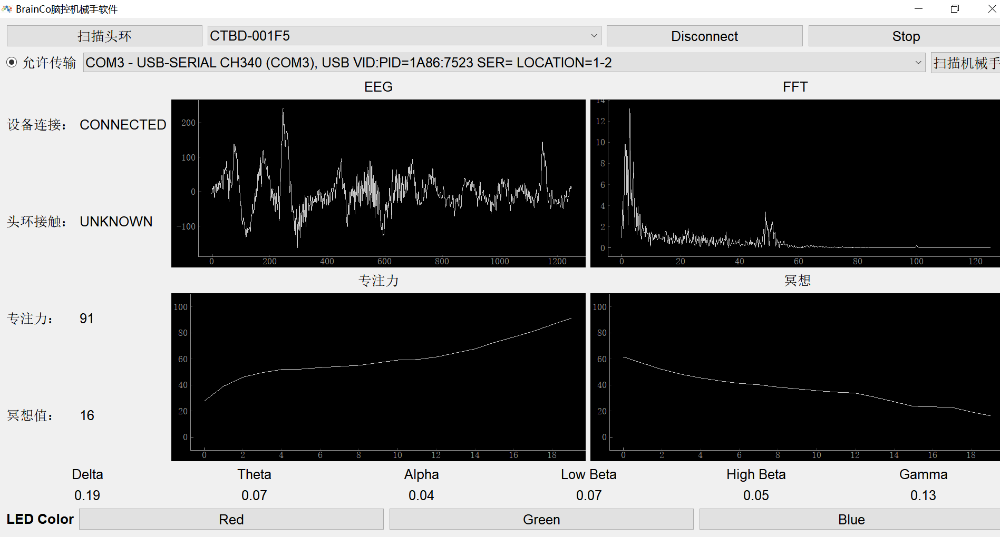 BrainCo脑控机械手软件
扫描头环 CTBD-001F5 Disconnect Stop
允许传输 COM3 - USB-SERIAL CH340 (COM3), USB VID:PID=1A86:7523 SER= LOCATION=1-2 扫描机械手
EEG FFT
设备连接： CONNECTED
头环接触： UNKNOWN
200
100
0
−100
0 200 400 600 800 1000 1200
14
12
10
8
6
4
2
0
0 20 40 60 80 100 120
专注力 冥想
专注力： 91
冥想值： 16
100
80
60
40
20
0
0 2 4 6 8 10 12 14 16 18
100
80
60
40
20
0
0 2 4 6 8 10 12 14 16 18
Delta Theta Alpha Low Beta High Beta Gamma
0.19 0.07 0.04 0.07 0.05 0.13
LED Color Red Green Blue